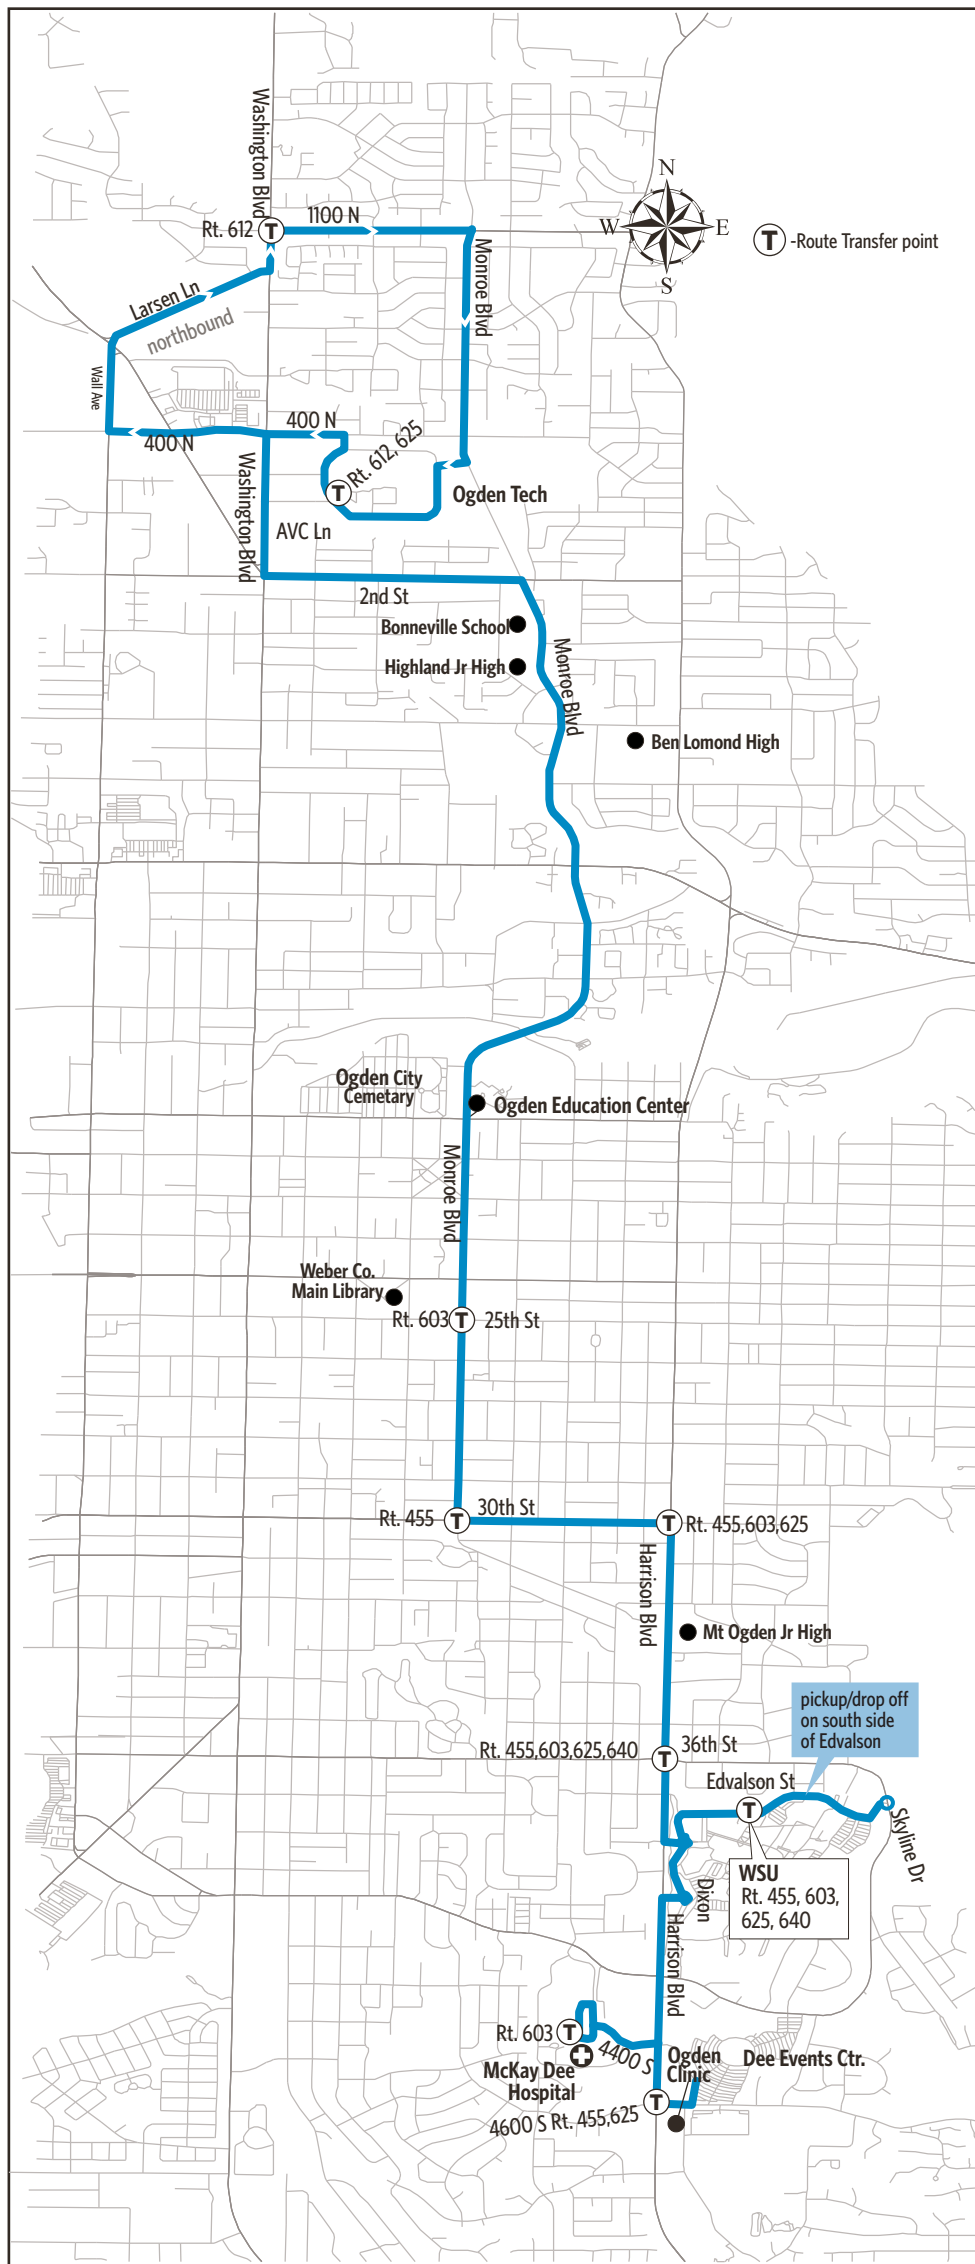 Washington Blvd
N
W
E
S
T
-Route Transfer point
Rt. 612
T
1100 N
Monroe Blvd
Larsen Ln
northbound
Wall Ave
400 N
400 N
Rt. 612, 625
T
Ogden Tech
Washington Blvd
AVC Ln
2nd St
Bonneville School
Highland Jr High
Monroe Blvd
Ben Lomond High
Ogden City
Cemetary
Ogden Education Center
Monroe Blvd
Weber Co.
Main Library
Rt. 603
T
25th St
30th St
Rt. 455
T
T
Rt. 455,603,625
Harrison Blvd
Mt Ogden Jr High
pickup/drop off
on south side
of Edvalson
36th St
Rt. 455,603,625,640
T
Edvalson St
T
Skyline Dr
WSU
Rt. 455, 603,
625, 640
Dixon
Harrison Blvd
Rt. 603
T
4400 S
McKay Dee
Hospital
Ogden
Clinic
Dee Events Ctr.
T
4600 S Rt. 455,625